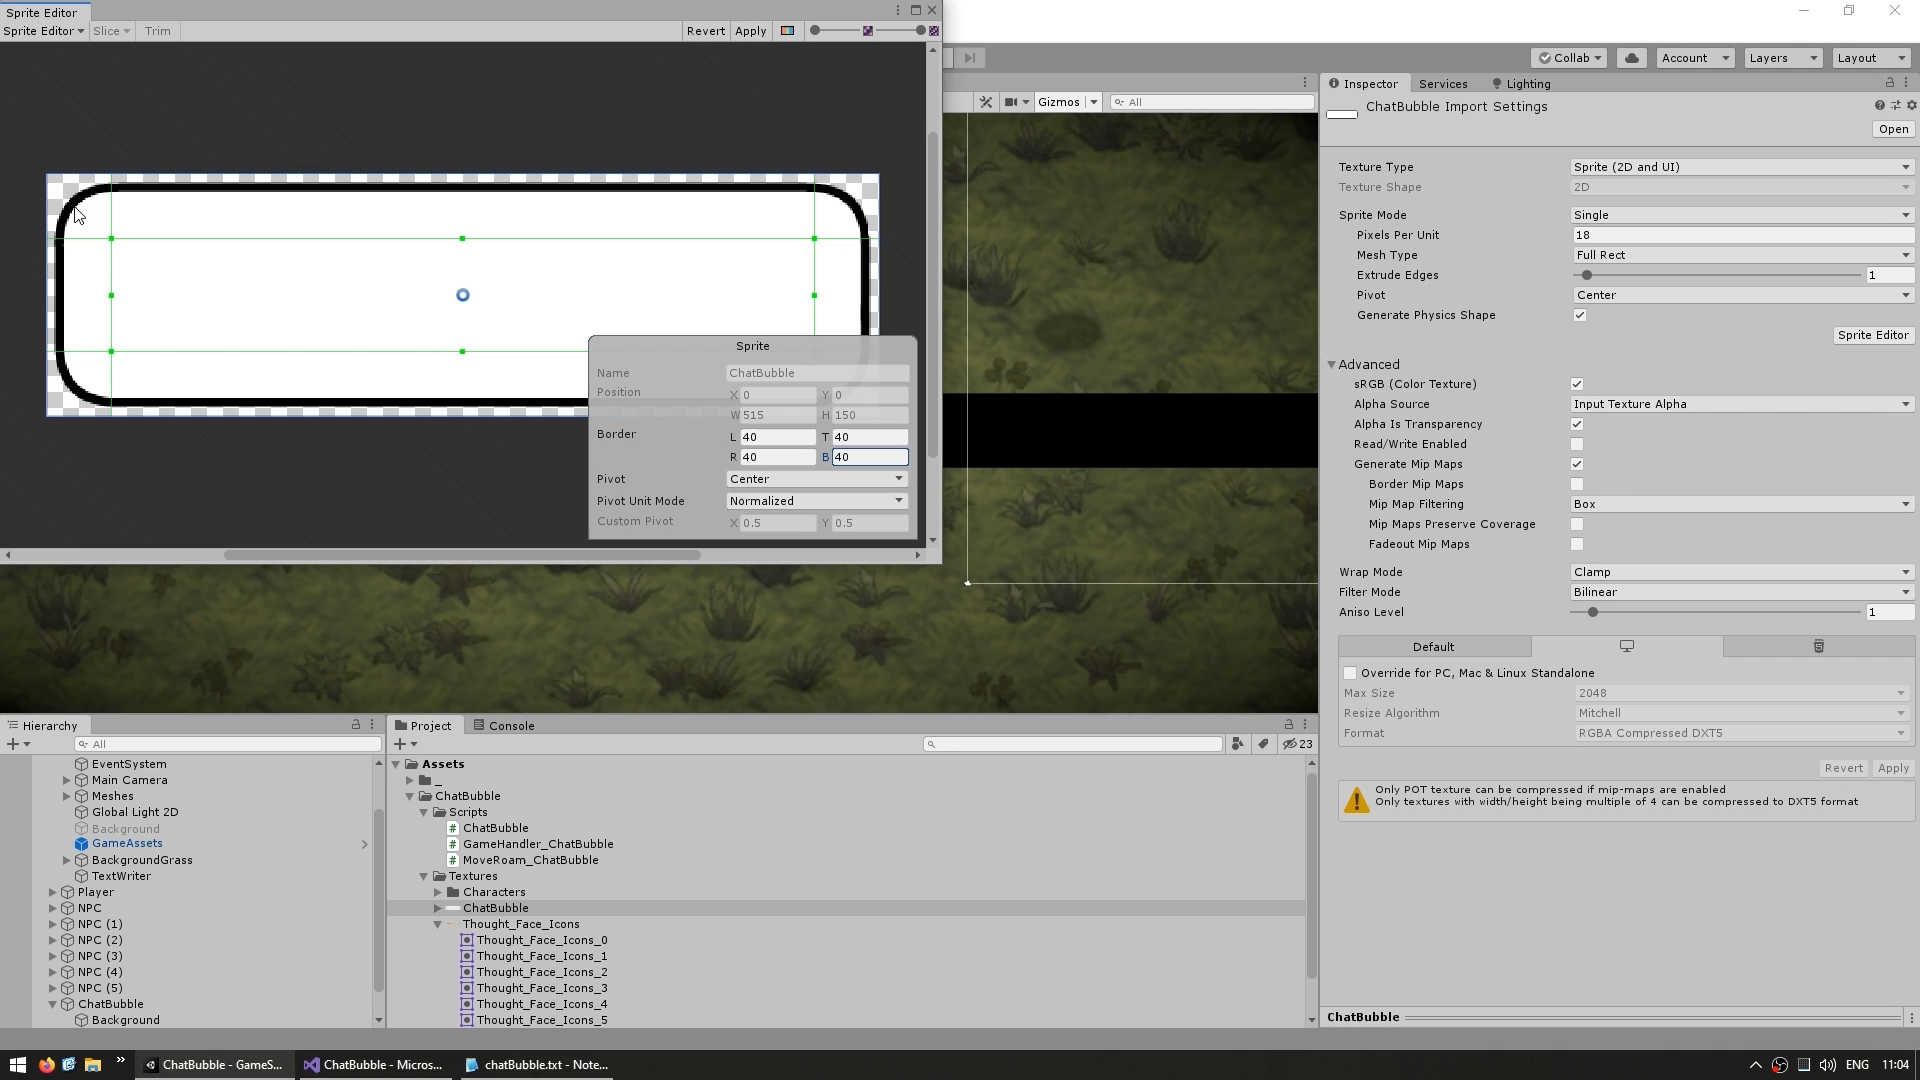 Sprite Editor
Sprite Editor Slice Trim Revert Apply
Collab Account Layers Layout
Gizmos All
Sprite
Name ChatBubble
Position X 0 Y 0
W 515 H 150
Border L 40 T 40
R 40 B 40
Pivot Center
Pivot Unit Mode Normalized
Custom Pivot X 0.5 Y 0.5
Inspector Services Lighting
ChatBubble Import Settings
Open
Texture Type Sprite (2D and UI)
Texture Shape 2D
Sprite Mode Single
Pixels Per Unit 18
Mesh Type Full Rect
Extrude Edges 1
Pivot Center
Generate Physics Shape
Sprite Editor
Advanced
sRGB (Color Texture)
Alpha Source Input Texture Alpha
Alpha Is Transparency
Read/Write Enabled
Generate Mip Maps
Border Mip Maps
Mip Map Filtering Box
Mip Maps Preserve Coverage
Fadeout Mip Maps
Wrap Mode Clamp
Filter Mode Bilinear
Aniso Level 1
Default
Override for PC, Mac & Linux Standalone
Max Size 2048
Resize Algorithm Mitchell
Format RGBA Compressed DXT5
Revert Apply
Only POT texture can be compressed if mip-maps are enabled
Only textures with width/height being multiple of 4 can be compressed to DXT5 format
ChatBubble
Hierarchy
All
EventSystem
Main Camera
Meshes
Global Light 2D
Background
GameAssets
BackgroundGrass
TextWriter
Player
NPC
NPC (1)
NPC (2)
NPC (3)
NPC (4)
NPC (5)
ChatBubble
Background
Project Console
23
Assets
_
ChatBubble
Scripts
# ChatBubble
# GameHandler_ChatBubble
# MoveRoam_ChatBubble
Textures
Characters
ChatBubble
Thought_Face_Icons
Thought_Face_Icons_0
Thought_Face_Icons_1
Thought_Face_Icons_2
Thought_Face_Icons_3
Thought_Face_Icons_4
Thought_Face_Icons_5
» ChatBubble - GameS... ChatBubble - Micros... chatBubble.txt - Note... ENG 11:04